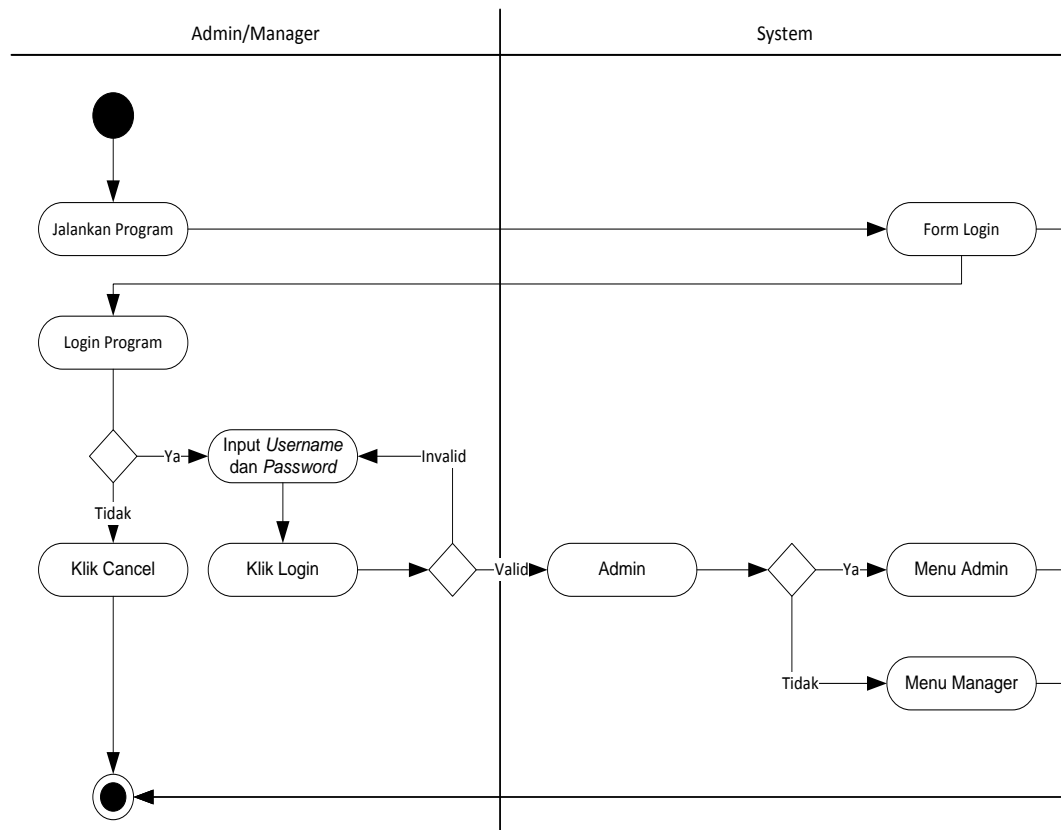 Admin/Manager
System
Jalankan Program
Form Login
Login Program
Ya
Input Username
dan Password
Invalid
Tidak
Klik Cancel
Klik Login
Valid
Admin
Ya
Menu Admin
Tidak
Menu Manager